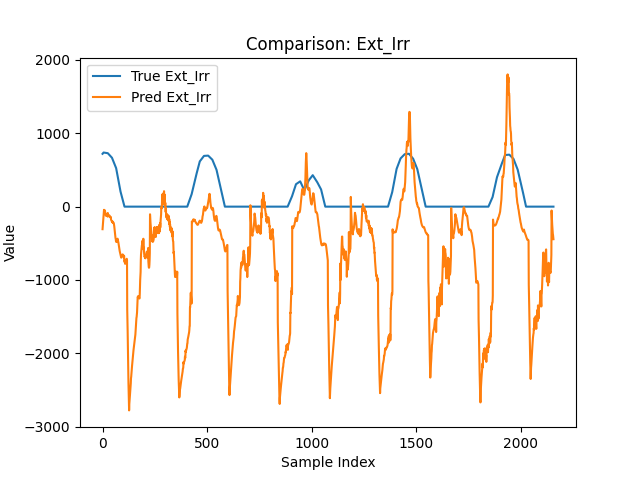 Comparison: Ext_Irr
True Ext_Irr
Pred Ext_Irr
2000
1000
0
−1000
−2000
−3000
Value
0
500
1000
1500
2000
Sample Index